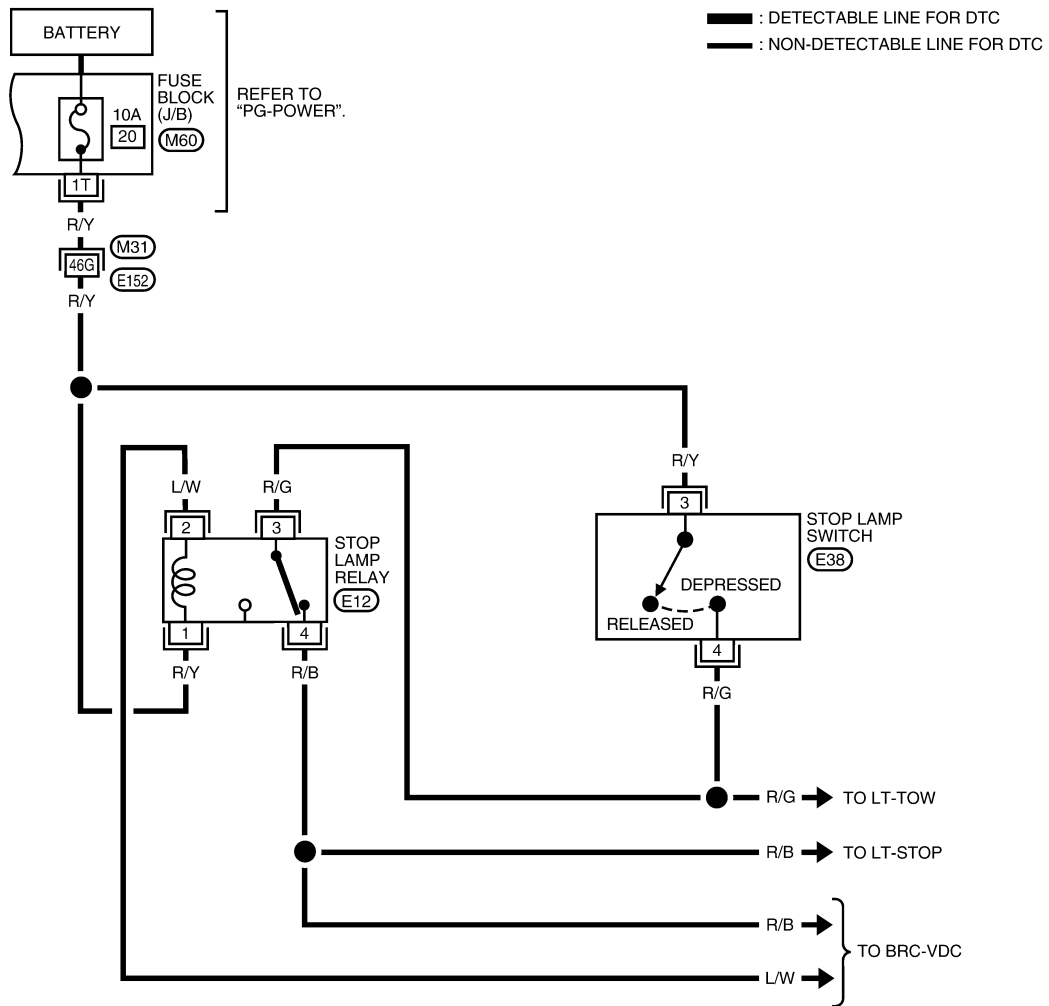 BATTERY
: DETECTABLE LINE FOR DTC
: NON-DETECTABLE LINE FOR DTC
FUSE
BLOCK
(J/B)
M60
10A
20
REFER TO
"PG-POWER".
1T
R/Y
M31
46G
E152
R/Y
R/Y
L/W
R/G
3
2
3
STOP LAMP
SWITCH
E38
STOP
LAMP
RELAY
E12
DEPRESSED
RELEASED
1
4
4
R/Y
R/B
R/G
R/G
TO LT-TOW
R/B
TO LT-STOP
R/B
TO BRC-VDC
L/W